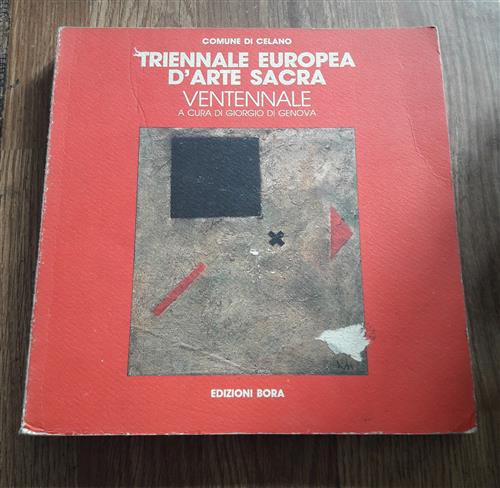 COMUNE DI CELANO
TRIENNALE EUROPEA
D'ARTE SACRA
VENTENNALE
A CURA DI GIORGIO DI GENOVA
EDIZIONI BORA